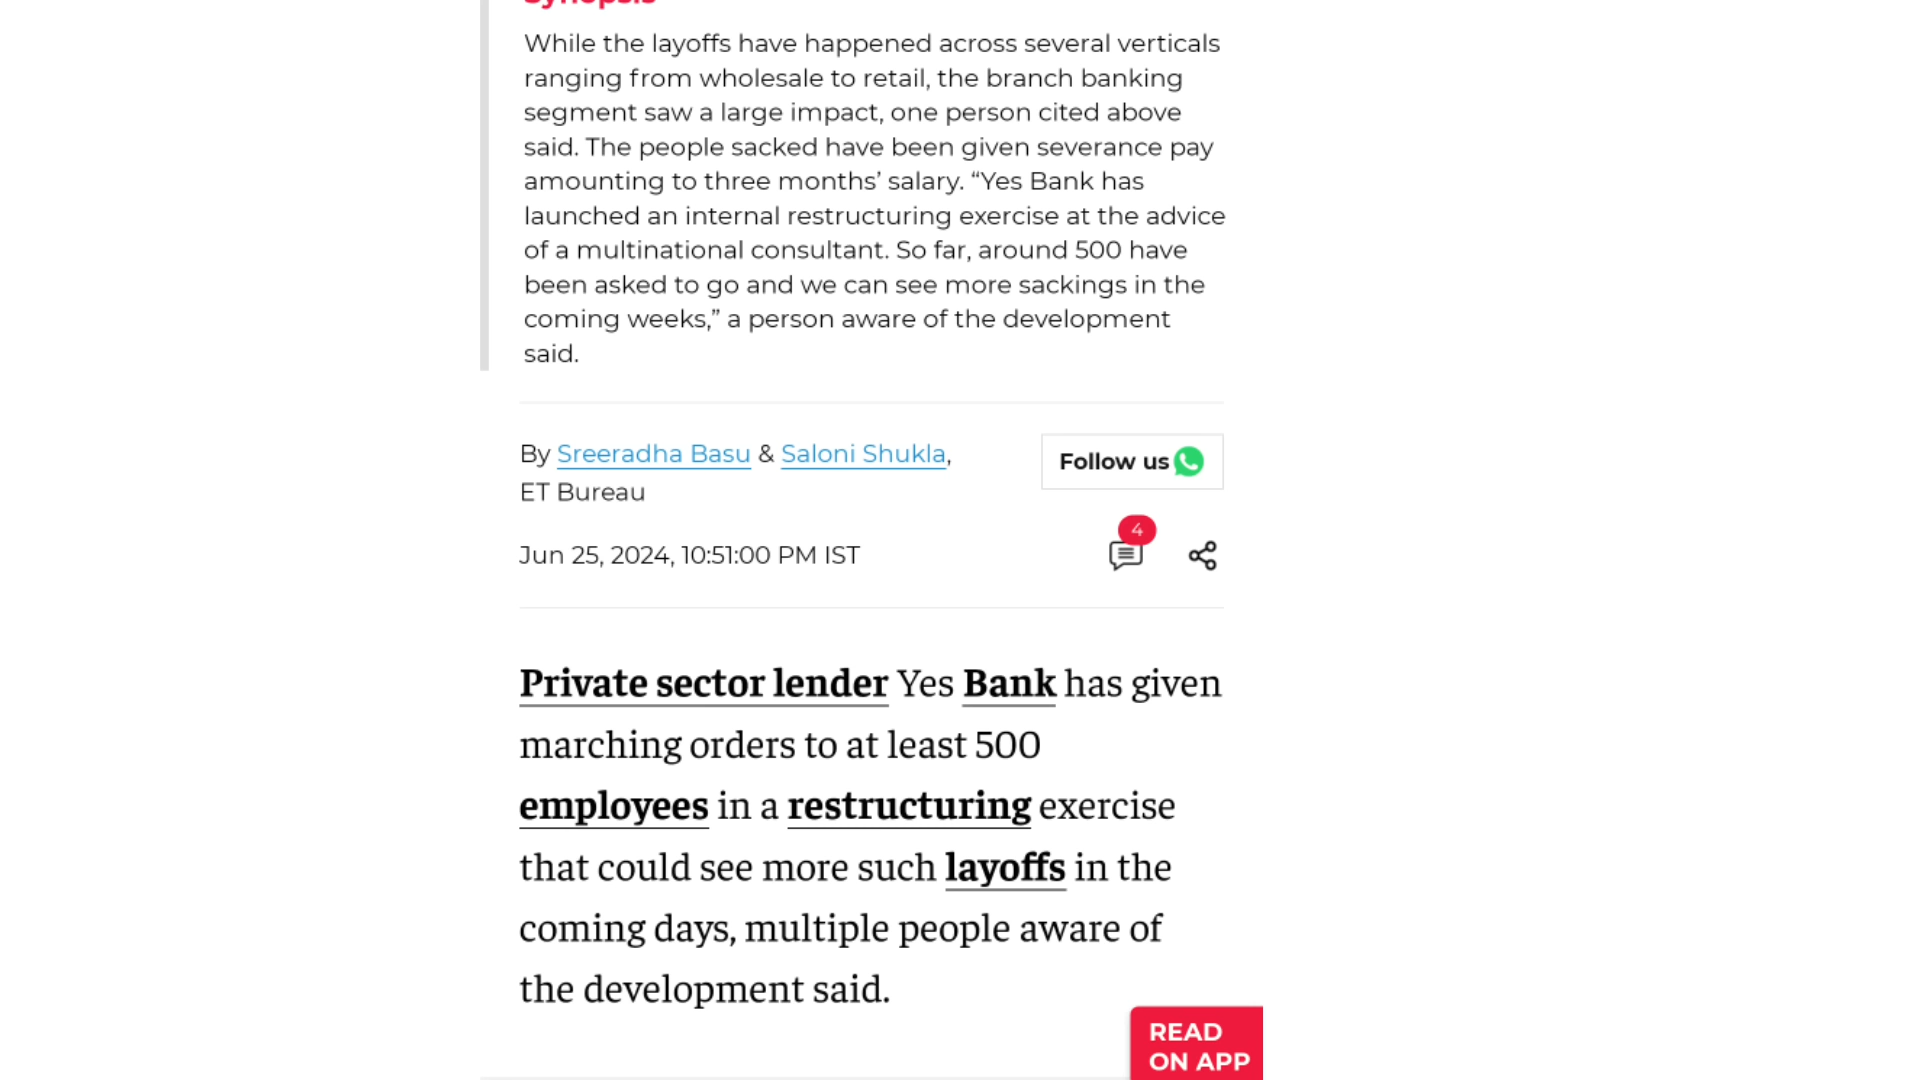 Synopsis
While the layoffs have happened across several verticals
ranging from wholesale to retail, the branch banking
segment saw a large impact, one person cited above
said. The people sacked have been given severance pay
amounting to three months’ salary. “Yes Bank has
launched an internal restructuring exercise at the advice
of a multinational consultant. So far, around 500 have
been asked to go and we can see more sackings in the
coming weeks,” a person aware of the development
said.
By Sreeradha Basu & Saloni Shukla,
ET Bureau
Follow us
Jun 25, 2024, 10:51:00 PM IST
4
Private sector lender Yes Bank has given
marching orders to at least 500
employees in a restructuring exercise
that could see more such layoffs in the
coming days, multiple people aware of
the development said.
READ
ON APP